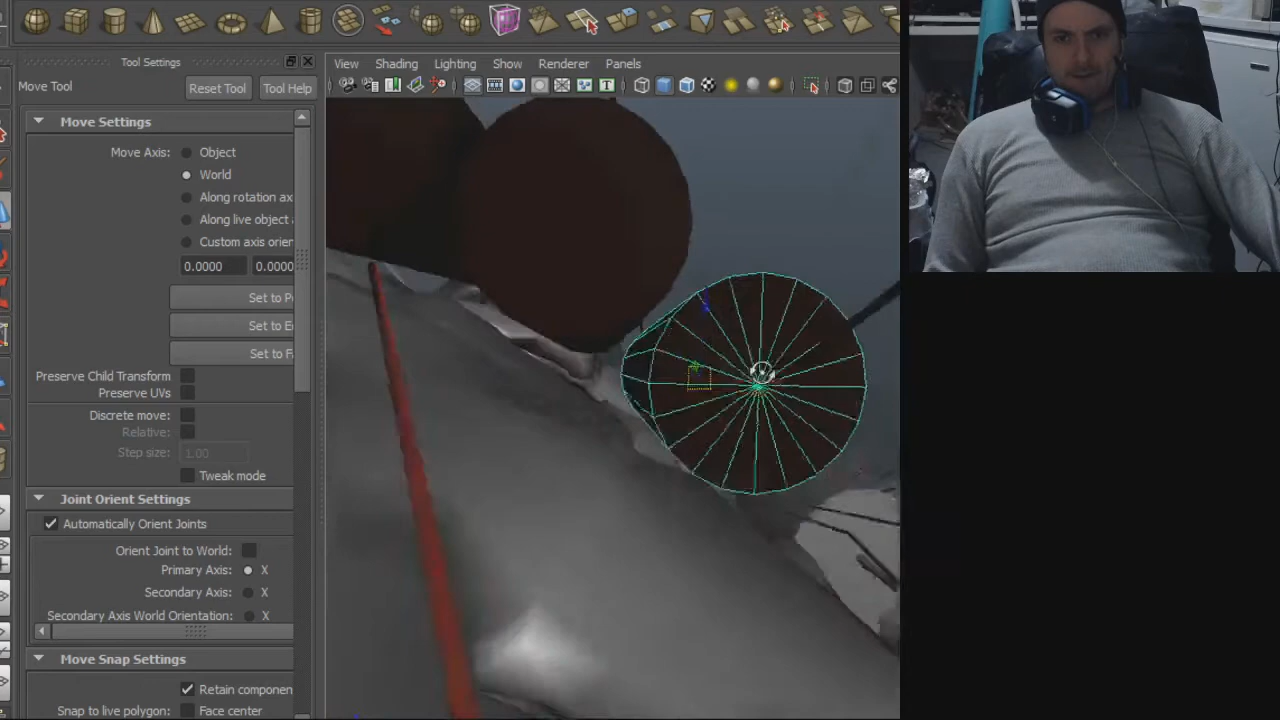 Tool Settings
View Shading Lighting Show Renderer Panels
Move Tool Reset Tool Tool Help
Move Settings
Move Axis: Object
World
Along rotation ax
Along live object
Custom axis orien
0.0000 0.0000
Set to P
Set to E
Set to F
Preserve Child Transform
Preserve UVs
Discrete move:
Relative:
Step size: 1.00
Tweak mode
Joint Orient Settings
Automatically Orient Joints
Orient Joint to World:
Primary Axis: X
Secondary Axis: X
Secondary Axis World Orientation: X
Move Snap Settings
Retain componen
Snap to live polygon: Face center